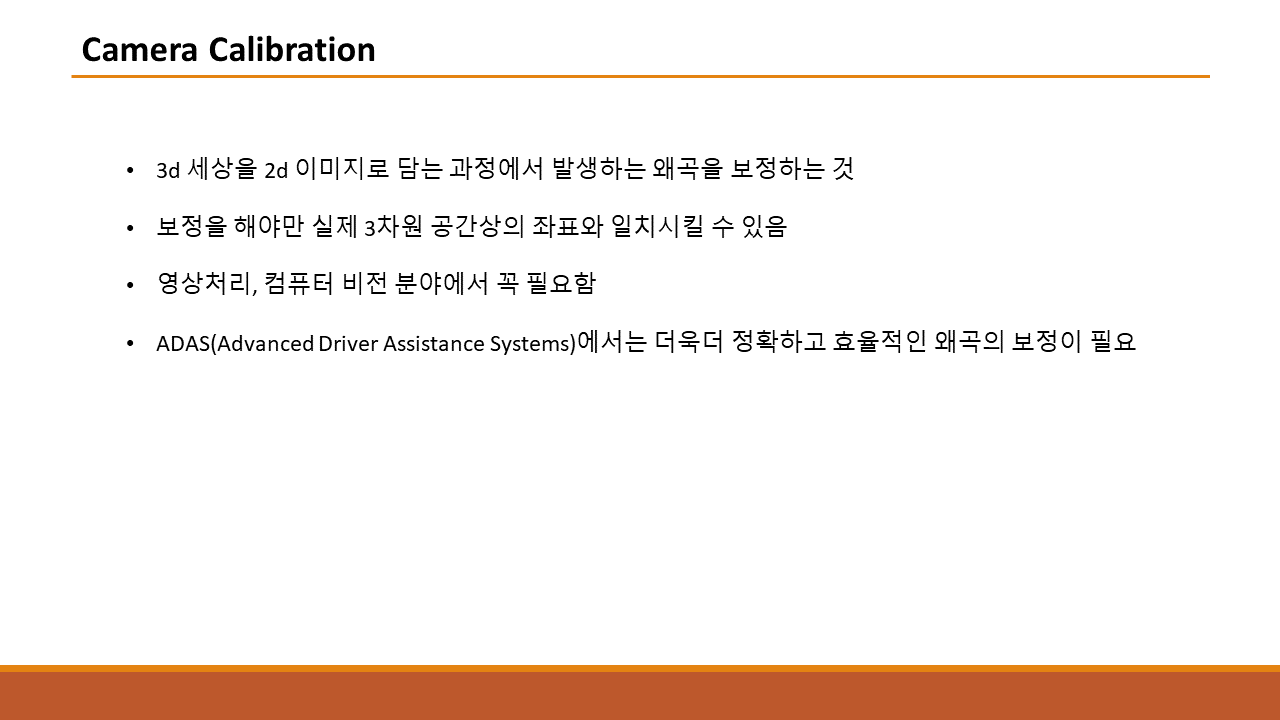 Camera Calibration
• 3d 세상을 2d 이미지로 담는 과정에서 발생하는 왜곡을 보정하는 것
• 보정을 해야만 실제 3차원 공간상의 좌표와 일치시킬 수 있음
• 영상처리, 컴퓨터 비전 분야에서 꼭 필요함
• ADAS(Advanced Driver Assistance Systems)에서는 더욱더 정확하고 효율적인 왜곡의 보정이 필요